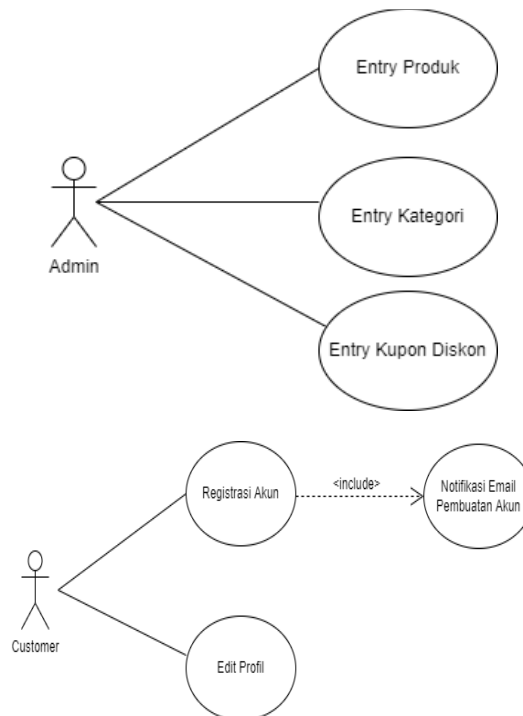 Entry Produk
Entry Kategori
Admin
Entry Kupon Diskon
Registrasi Akun
<include>
Notifikasi Email
Pembuatan Akun
Customer
Edit Profil